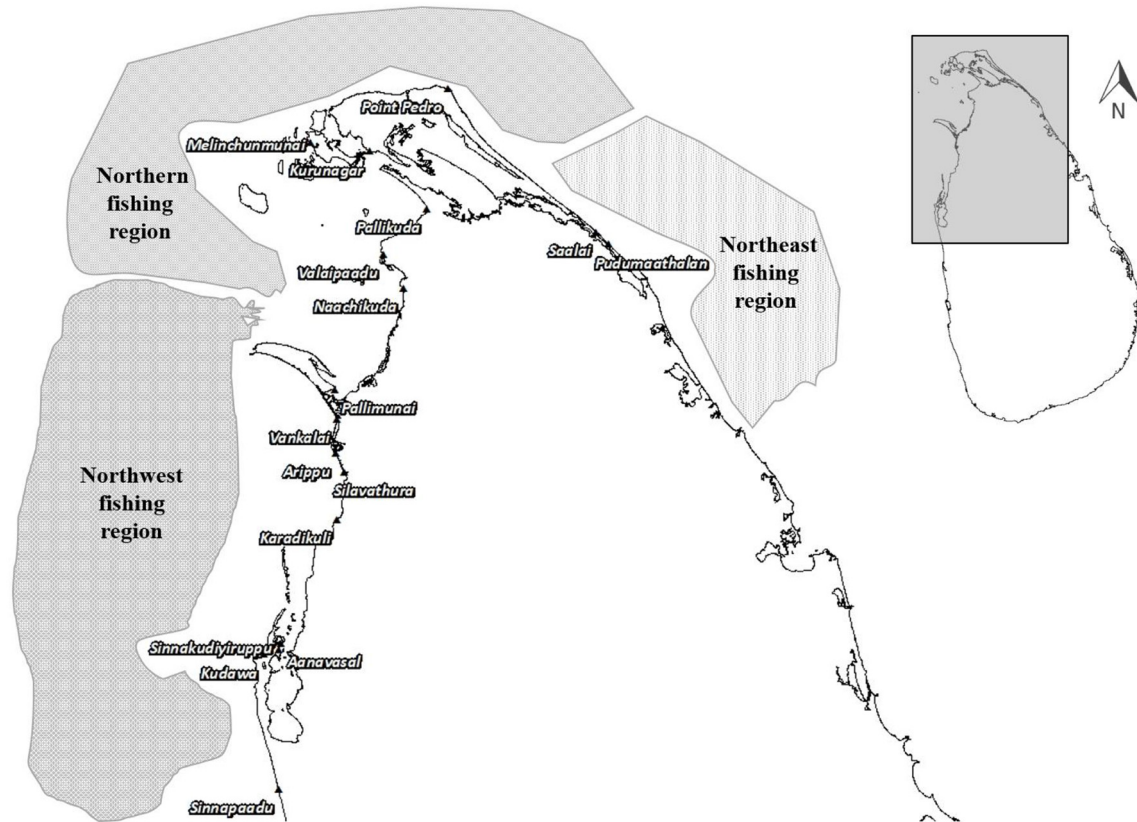 Point Pedro
N
Melinchunmunai
Kurunagar
Northern
fishing
region
Pallikuda
Northeast
fishing
region
Saalai
Pudumaathalan
Valaipaadu
Naachikuda
Pallimunai
Vankalai
Northwest
fishing
region
Arippu
Silavathura
Karadikuli
Sinnakudiyiruppu
Aanavasal
Kudawa
Sinnapaadu